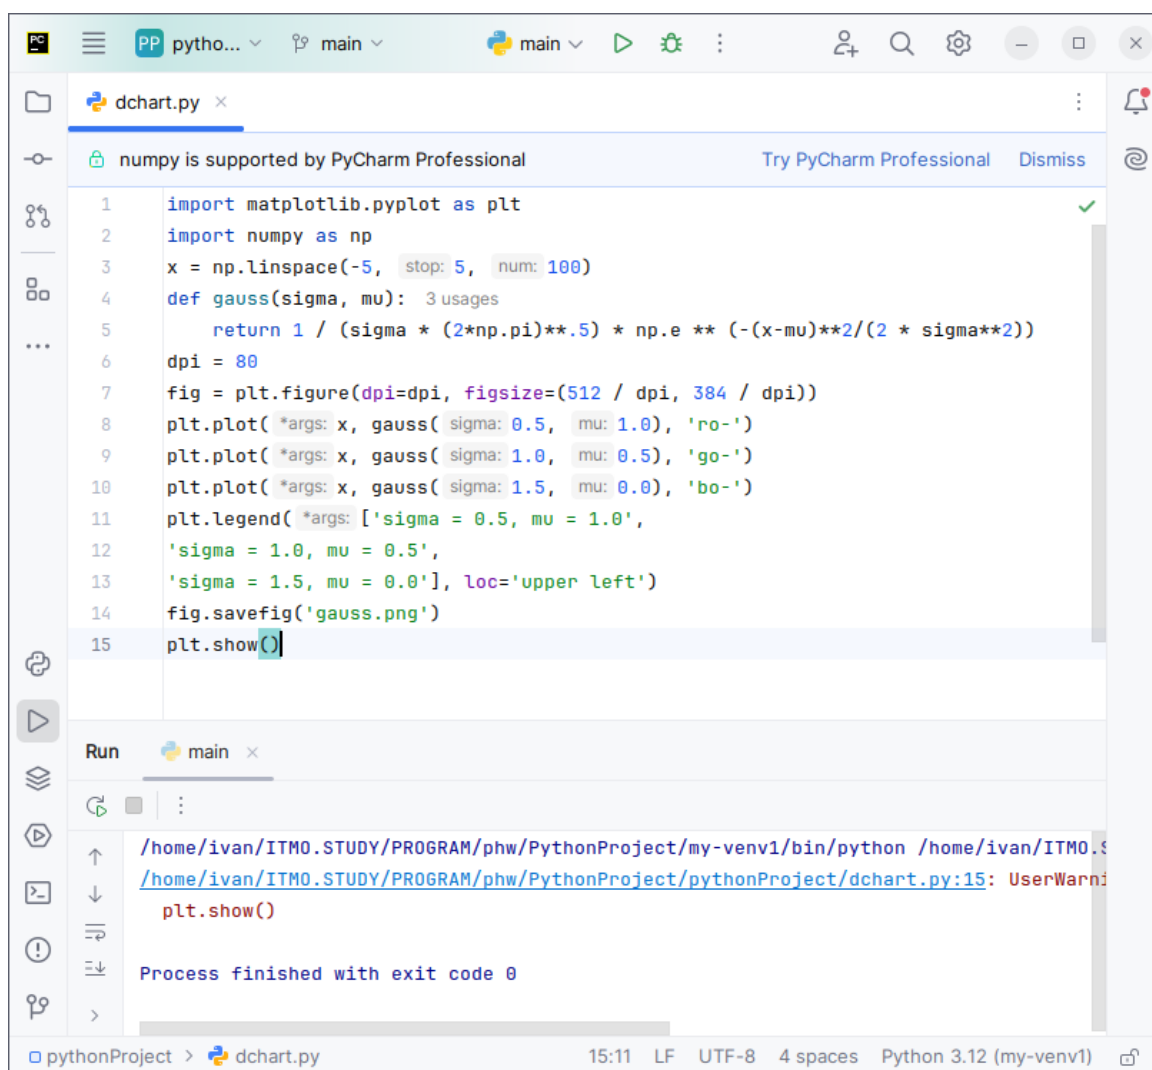 PC
PP pytho... main main
dchart.py
numpy is supported by PyCharm Professional Try PyCharm Professional Dismiss
1 import matplotlib.pyplot as plt
2 import numpy as np
3 x = np.linspace(-5, stop: 5, num: 100)
4 def gauss(sigma, mu): 3 usages
5 return 1 / (sigma * (2*np.pi)**.5) * np.e ** (-(x-mu)**2/(2 * sigma**2))
6 dpi = 80
7 fig = plt.figure(dpi=dpi, figsize=(512 / dpi, 384 / dpi))
8 plt.plot( *args: x, gauss( sigma: 0.5, mu: 1.0), 'ro-')
9 plt.plot( *args: x, gauss( sigma: 1.0, mu: 0.5), 'go-')
10 plt.plot( *args: x, gauss( sigma: 1.5, mu: 0.0), 'bo-')
11 plt.legend( *args: ['sigma = 0.5, mu = 1.0',
12 'sigma = 1.0, mu = 0.5',
13 'sigma = 1.5, mu = 0.0'], loc='upper left')
14 fig.savefig('gauss.png')
15 plt.show()
Run main
/home/ivan/ITMO.STUDY/PROGRAM/phw/PythonProject/my-venv1/bin/python /home/ivan/ITMO.S
/home/ivan/ITMO.STUDY/PROGRAM/phw/PythonProject/pythonProject/dchart.py:15: UserWarni
plt.show()
Process finished with exit code 0
pythonProject > dchart.py 15:11 LF UTF-8 4 spaces Python 3.12 (my-venv1)